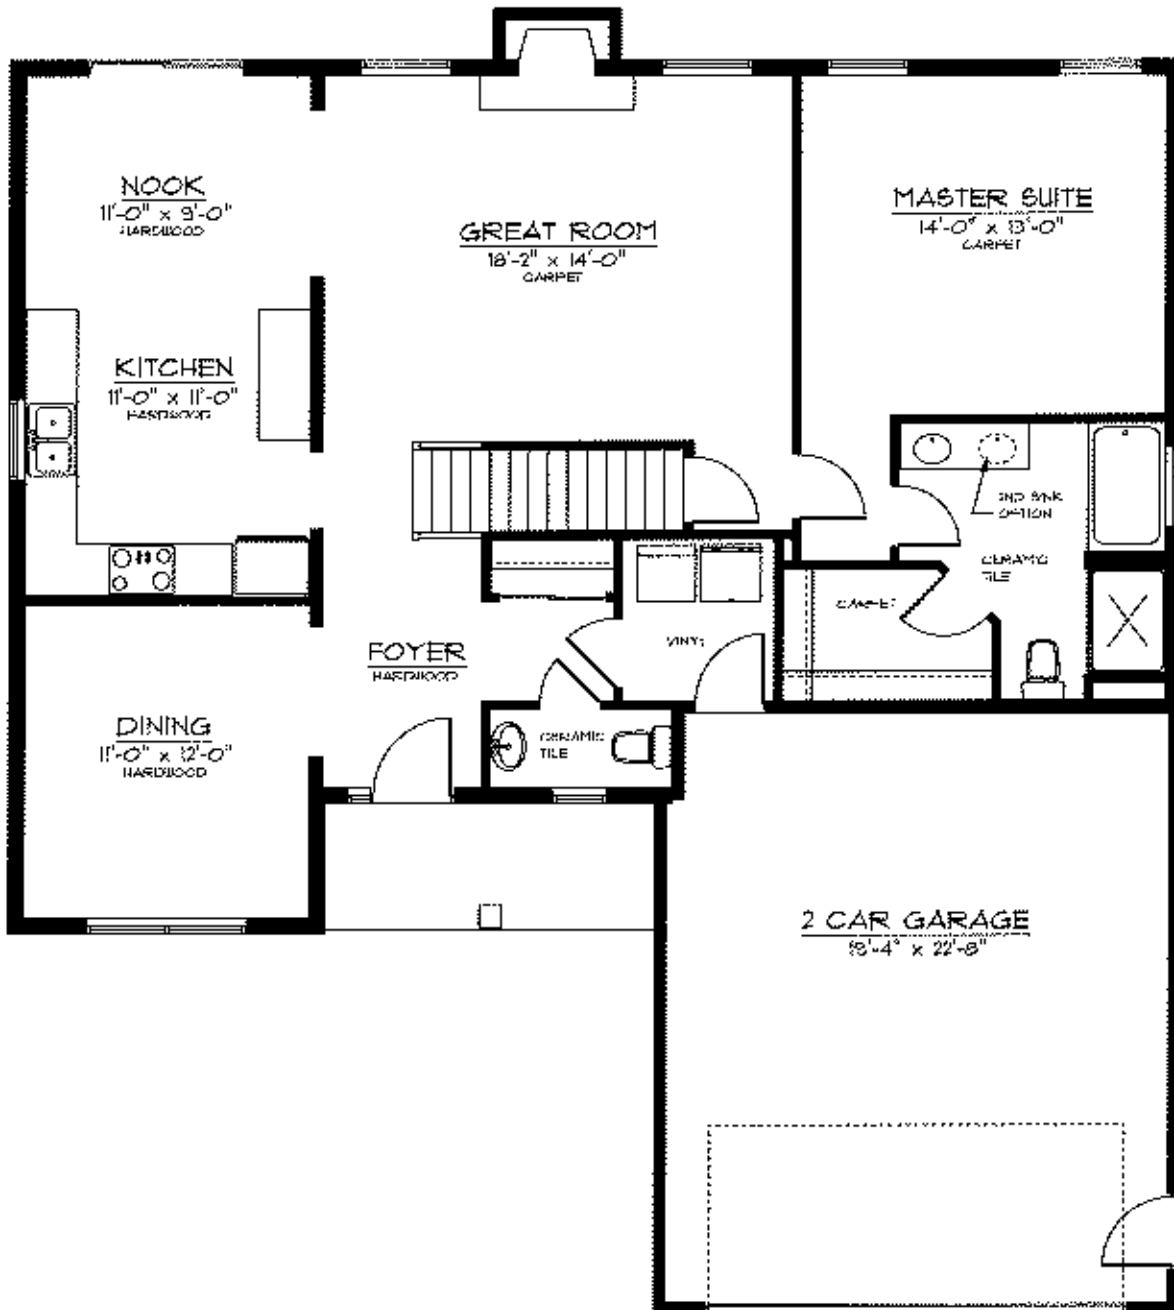 NOOK
11'-0" x 9'-0"
HARDWOOD
GREAT ROOM
18'-2" x 14'-0"
CARPET
MASTER SUITE
14'-0" x 13'-0"
CARPET
KITCHEN
11'-0" x 11'-0"
HARDWOOD
2ND SINK
OPTION
CERAMIC
TILE
CARPET
VINYL
FOYER
HARDWOOD
DINING
11'-0" x 12'-0"
HARDWOOD
CERAMIC
TILE
2 CAR GARAGE
x